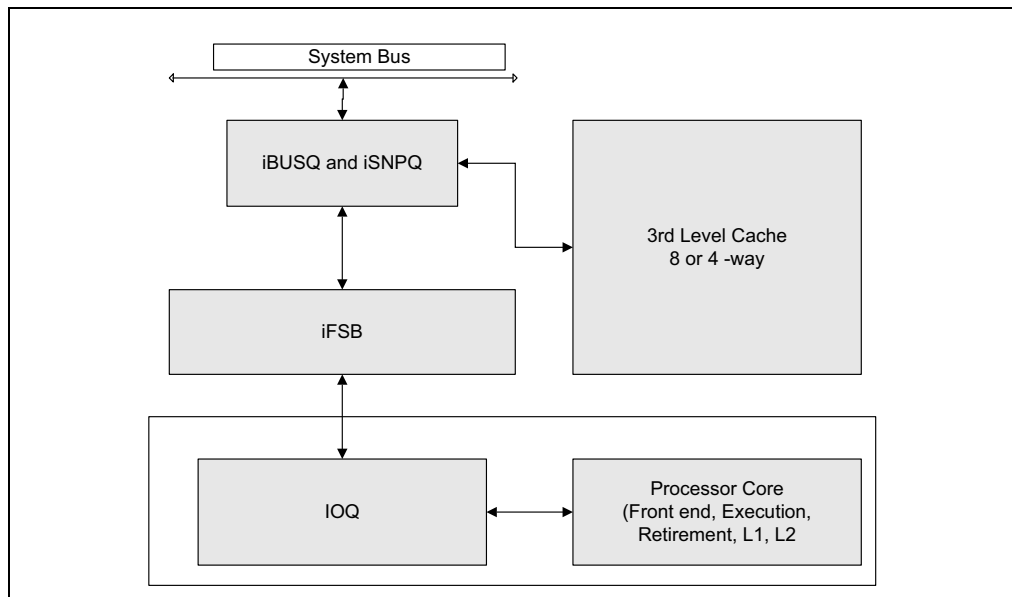 System Bus
iBUSQ and iSNPQ
3rd Level Cache
8 or 4 -way
iFSB
IOQ
Processor Core
(Front end, Execution,
Retirement, L1, L2